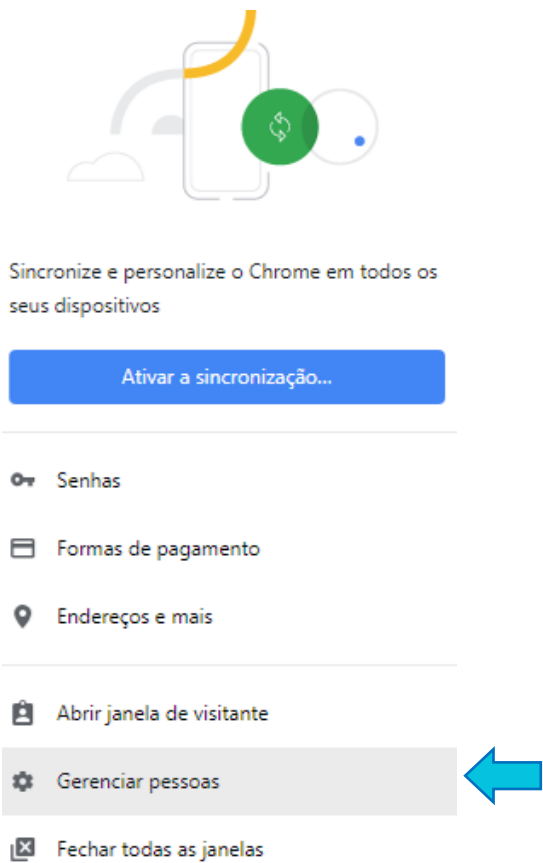 Sincronize e personalize o Chrome em todos os
seus dispositivos
Ativar a sincronização...
Senhas
Formas de pagamento
Endereços e mais
Abrir janela de visitante
Gerenciar pessoas
Fechar todas as janelas